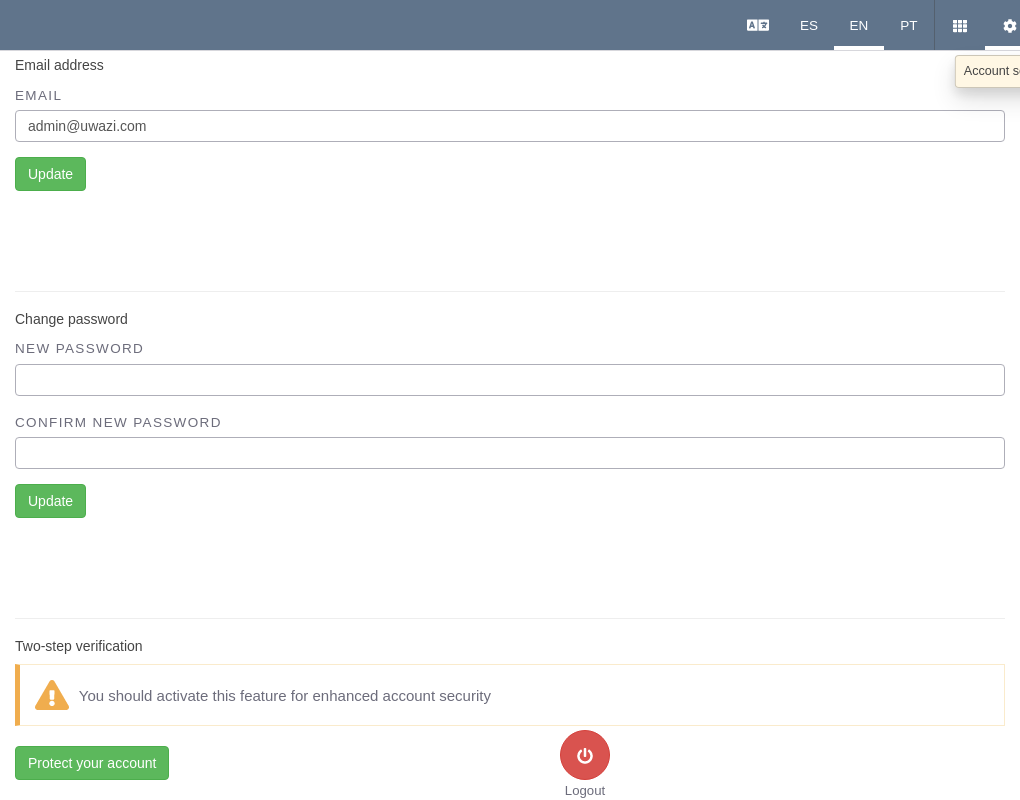 ES EN PT
Account s
Email address
EMAIL
admin@uwazi.com
Update
Change password
NEW PASSWORD
CONFIRM NEW PASSWORD
Update
Two-step verification
You should activate this feature for enhanced account security
Protect your account
Logout